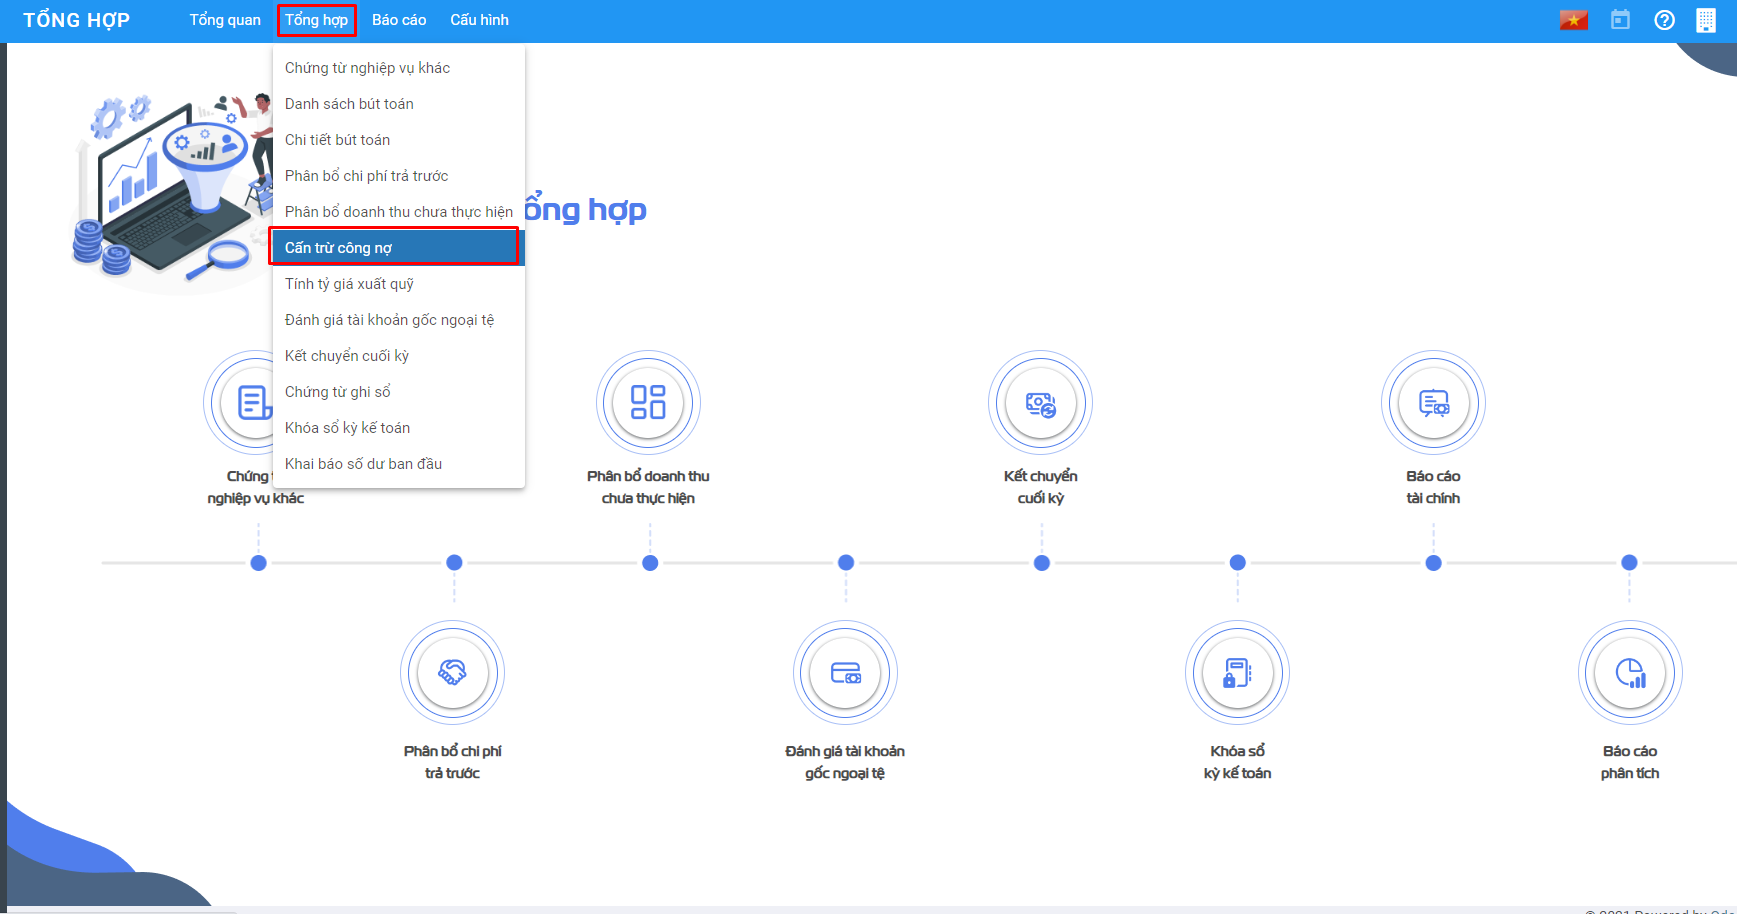 TỔNG HỢP
Tổng quan
Tổng hợp
Báo cáo
Cấu hình
Chứng từ nghiệp vụ khác
Danh sách bút toán
Chi tiết bút toán
Phân bổ chi phí trả trước
Phân bổ doanh thu chưa thực hiện
Cấn trừ công nợ
Tính tỷ giá xuất quỹ
Đánh giá tài khoản gốc ngoại tệ
Kết chuyển cuối kỳ
Chứng từ ghi sổ
Khóa sổ kỳ kế toán
Khai báo số dư ban đầu
ổng hợp
Chứng t
nghiệp vụ khác
Phân bổ doanh thu
chưa thực hiện
Kết chuyển
cuối kỳ
Báo cáo
tài chính
Phân bổ chi phí
trả trước
Đánh giá tài khoản
gốc ngoại tệ
Khóa sổ
kỳ kế toán
Báo cáo
phân tích